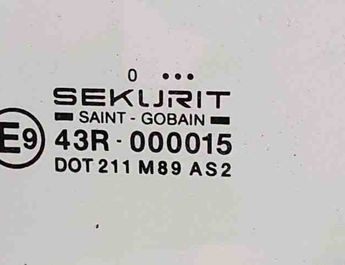 0 •••
SEKURIT
SAINT - GOBAIN
E9 43R - 000015
DOT 211 M89 AS2